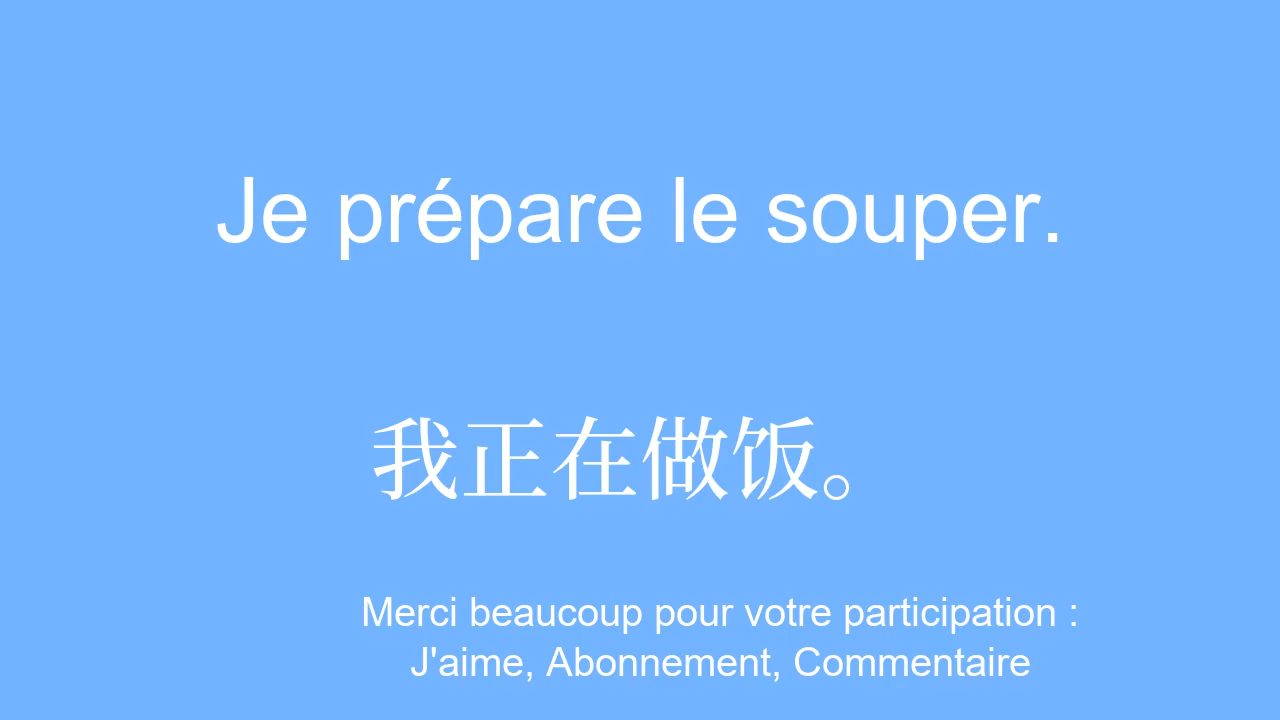 Je prépare le souper.
我正在做饭。
Merci beaucoup pour votre participation :
J'aime, Abonnement, Commentaire